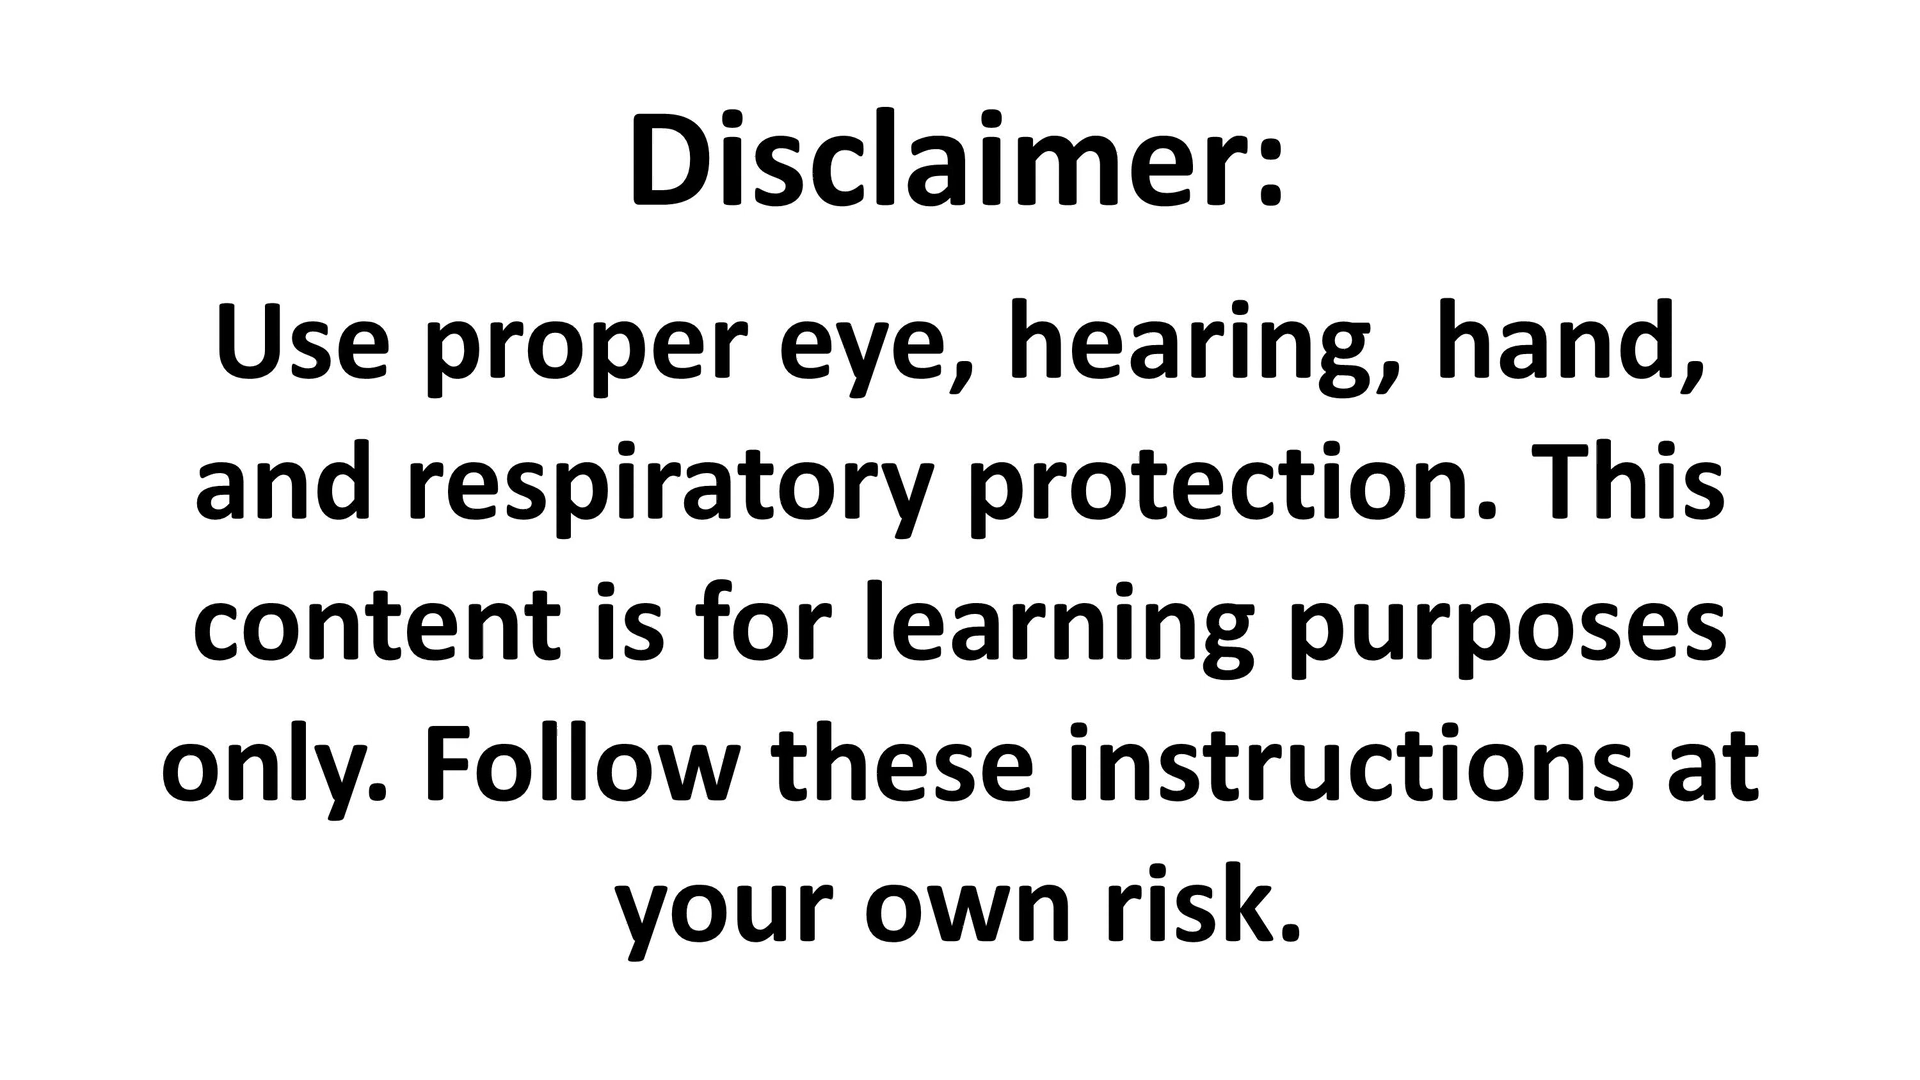 Disclaimer:
Use proper eye, hearing, hand,
and respiratory protection. This
content is for learning purposes
only. Follow these instructions at
your own risk.